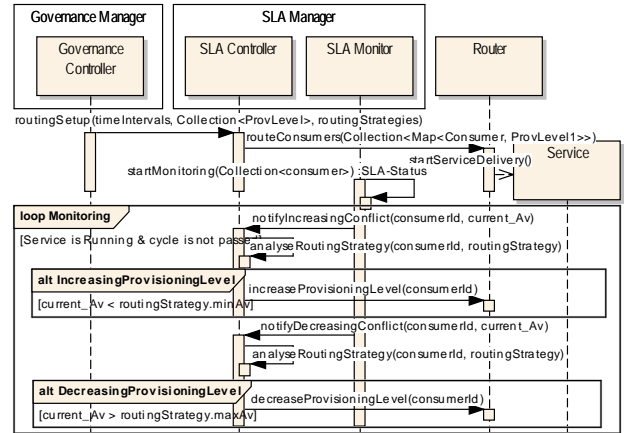 Governance Manager
SLA Manager
Governance
Controller
SLA Controller
SLA Monitor
Router
routingSetup(timeIntervals, Collection<ProvLevel>, routingStrategies)
routeConsumers(Collection<Map<Consumer, ProvLevel1>>)
Service
startServiceDelivery()
startMonitoring(Collection<consumer>) :SLA-Status
loop Monitoring
notifyIncreasingConflict(consumerId, current_Av)
[Service is Running & cycle is not passed]
analyseRoutingStrategy(consumerId, routingStrategy)
alt IncreasingProvisioningLevel
increaseProvisioningLevel(consumerId)
[current_Av < routingStrategy.minAv]
notifyDecreasingConflict(consumerId, current_Av)
analyseRoutingStrategy(consumerId, routingStrategy)
alt DecreasingProvisioningLevel
decreaseProvisioningLevel(consumerId)
[current_Av > routingStrategy.maxAv]